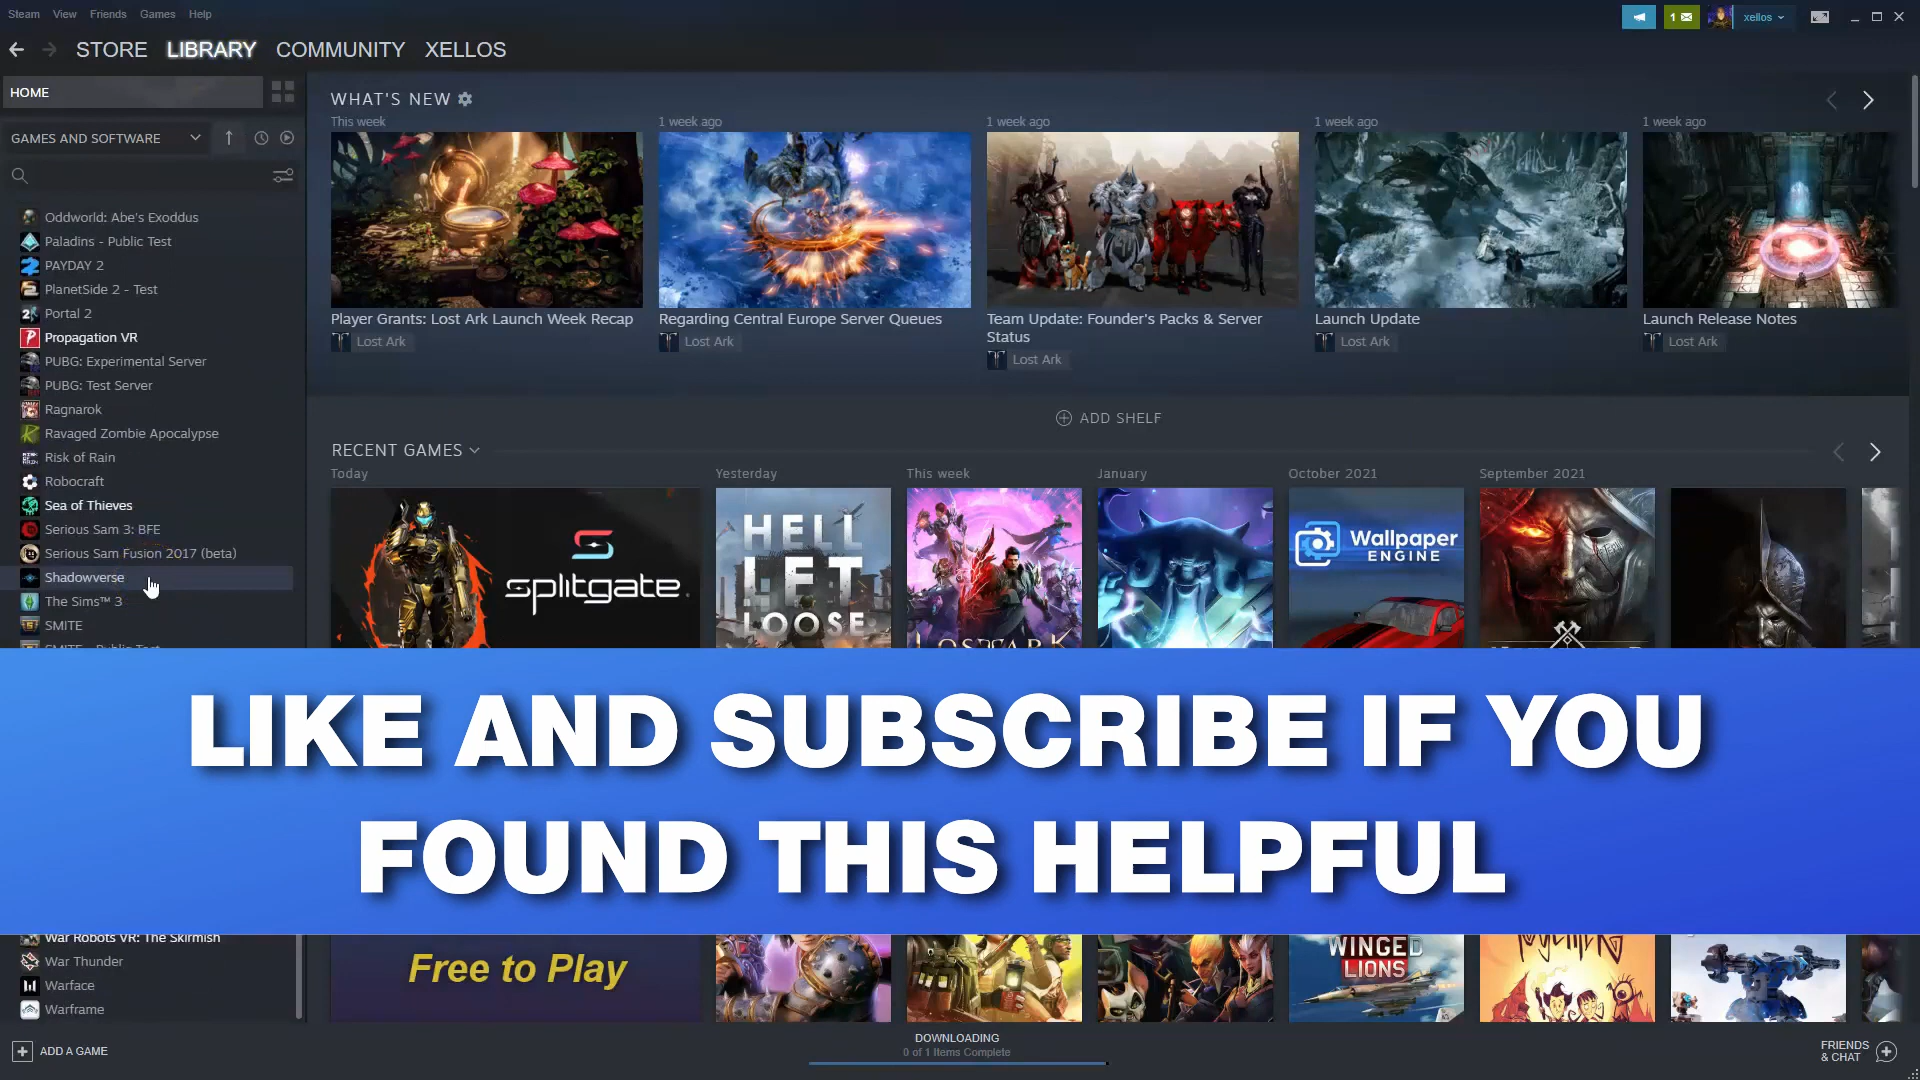 Steam View Friends Games Help
1
xellos
STORE LIBRARY COMMUNITY XELLOS
HOME
GAMES AND SOFTWARE
Oddworld: Abe's Exoddus
Paladins - Public Test
PAYDAY 2
PlanetSide 2 - Test
Portal 2
Propagation VR
PUBG: Experimental Server
PUBG: Test Server
Ragnarok
Ravaged Zombie Apocalypse
Risk of Rain
Robocraft
Sea of Thieves
Serious Sam 3: BFE
Serious Sam Fusion 2017 (beta)
Shadowverse
The Sims™ 3
SMITE
SMITE - Public Test
WHAT'S NEW
This week
Player Grants: Lost Ark Launch Week Recap
Lost Ark
1 week ago
Regarding Central Europe Server Queues
Lost Ark
1 week ago
Team Update: Founder's Packs & Server
Status
Lost Ark
1 week ago
Launch Update
Lost Ark
1 week ago
Launch Release Notes
Lost Ark
ADD SHELF
RECENT GAMES
Today
Yesterday
This week
January
October 2021
September 2021
splitgate
HELL
LET
LOOSE
LOST ARK
Wallpaper
ENGINE
LIKE AND SUBSCRIBE IF YOU
FOUND THIS HELPFUL
War Robots VR: The Skirmish
War Thunder
Warface
Warframe
Free to Play
WINGED
LIONS
ADD A GAME
DOWNLOADING
0 of 1 Items Complete
FRIENDS
& CHAT